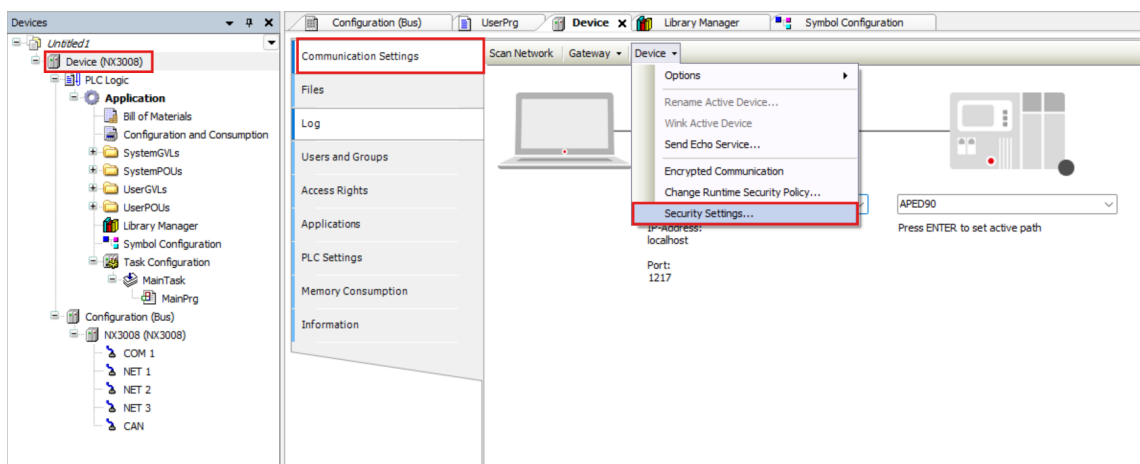 Devices
Untitled1
Device (NX3008)
PLC Logic
Application
Bill of Materials
Configuration and Consumption
SystemGVLs
SystemPOUs
UserGVLs
UserPOUs
Library Manager
Symbol Configuration
Task Configuration
MainTask
MainPrg
Configuration (Bus)
NX3008 (NX3008)
COM 1
NET 1
NET 2
NET 3
CAN
Configuration (Bus)
UserPrg
Device
Library Manager
Symbol Configuration
Communication Settings
Files
Log
Users and Groups
Access Rights
Applications
PLC Settings
Memory Consumption
Information
Scan Network
Gateway
Device
Options
Rename Active Device...
Wink Active Device
Send Echo Service...
Encrypted Communication
Change Runtime Security Policy...
Security Settings...
IP-Address:
localhost
Port:
1217
APED90
Press ENTER to set active path